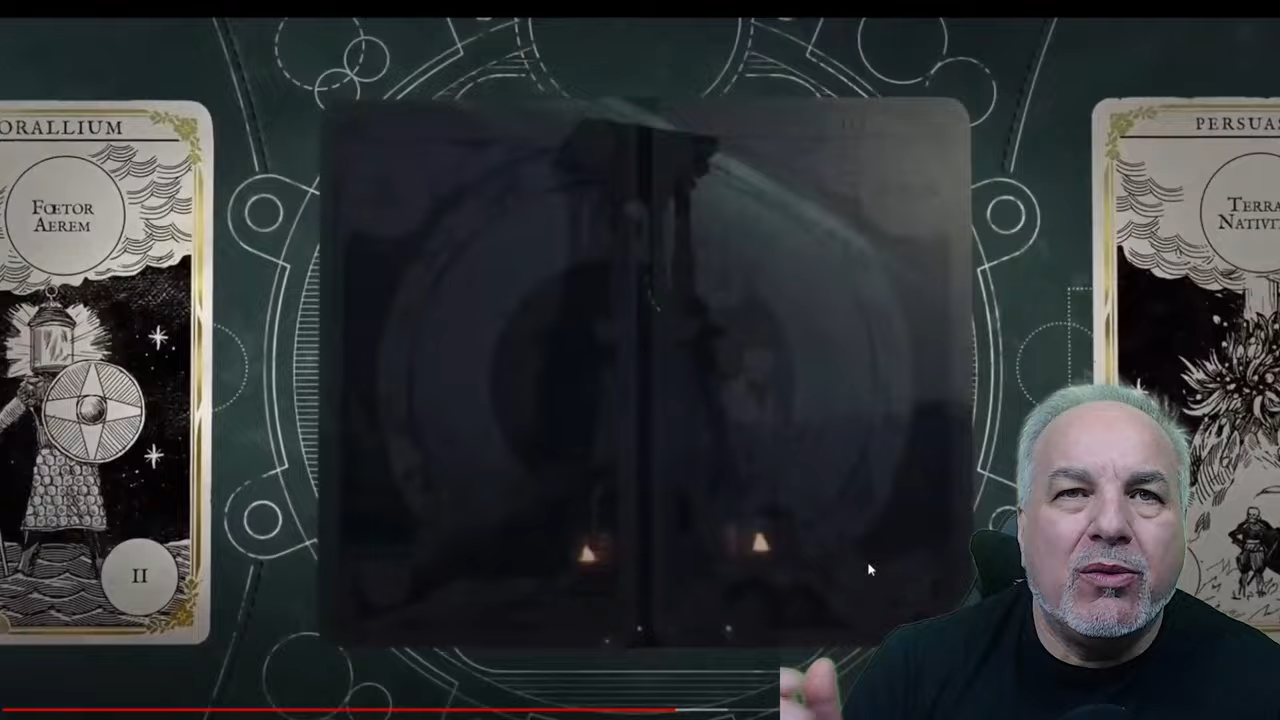 ORALLIUM
FŒTOR
AEREM
II
PERSUAS
TERRA
NATIVIT